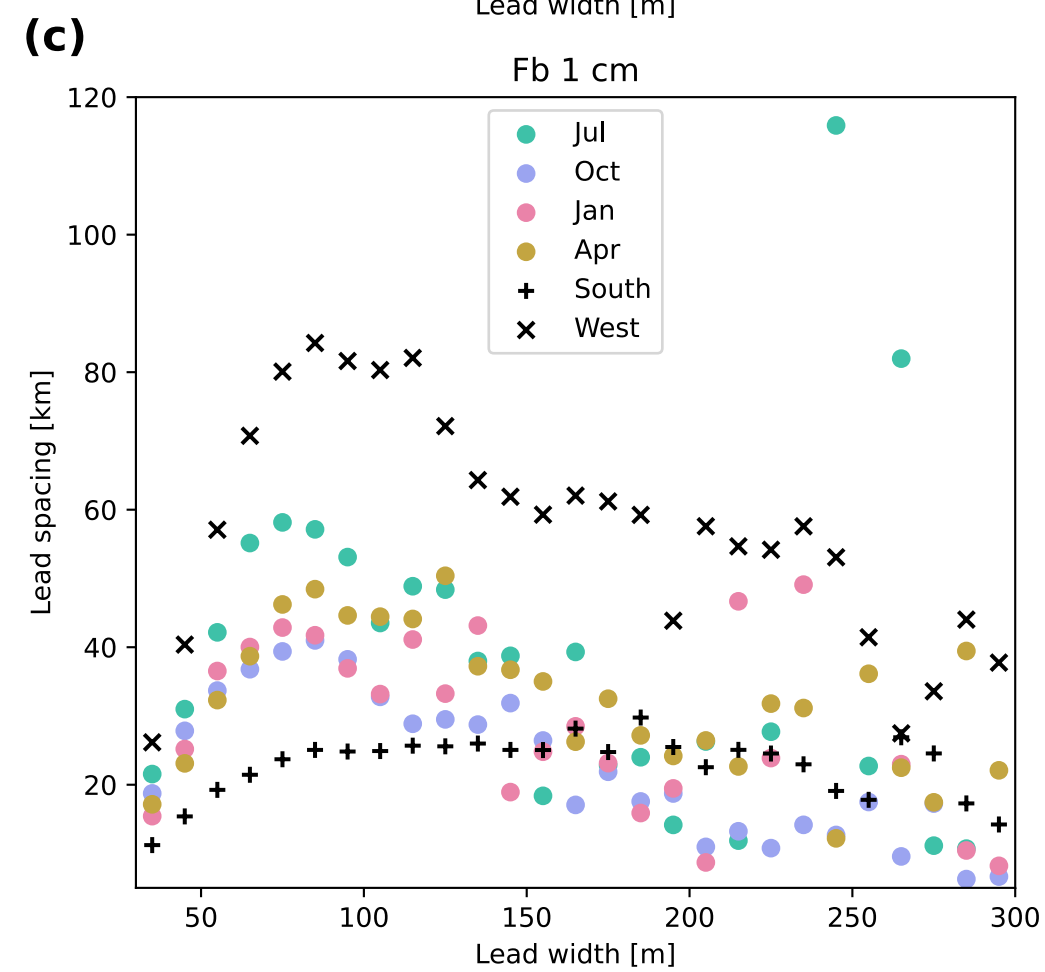 Lead width [m]
(c)
Fb 1 cm
120
100
80
60
40
20
Lead spacing [km]
Jul
Oct
Jan
Apr
South
West
50 100 150 200 250 300
Lead width [m]